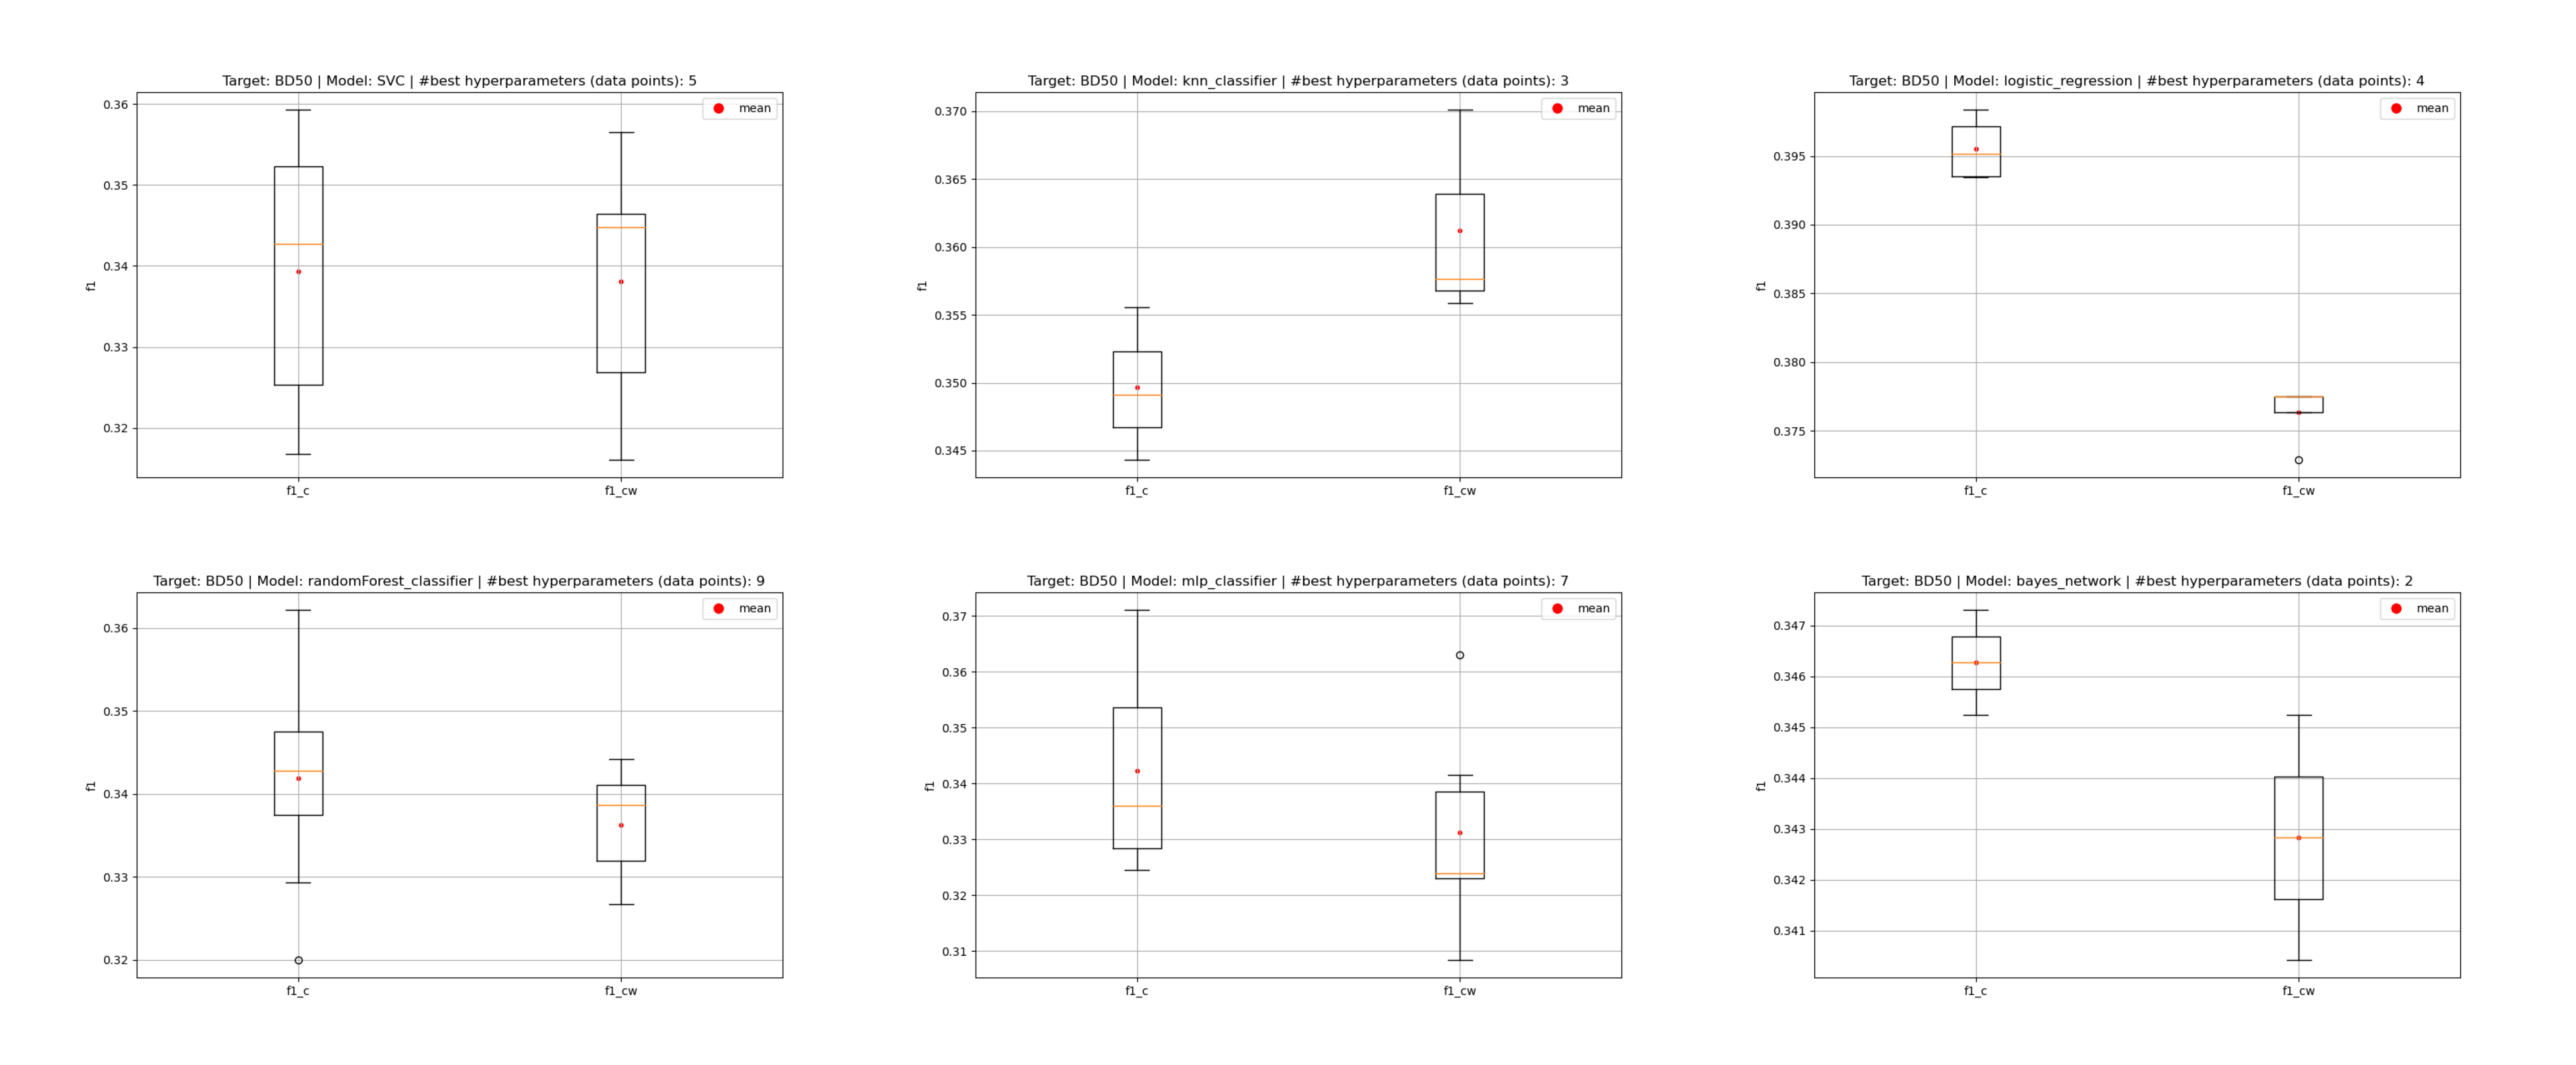 Target: BD50 | Model: SVC | #best hyperparameters (data points): 5
mean
0.36
0.35
0.34
0.33
0.32
f1
f1_c
f1_cw
Target: BD50 | Model: knn_classifier | #best hyperparameters (data points): 3
mean
0.370
0.365
0.360
0.355
0.350
0.345
f1
f1_c
f1_cw
Target: BD50 | Model: logistic_regression | #best hyperparameters (data points): 4
mean
0.395
0.390
0.385
0.380
0.375
f1
f1_c
f1_cw
Target: BD50 | Model: randomForest_classifier | #best hyperparameters (data points): 9
mean
0.36
0.35
0.34
0.33
0.32
f1
f1_c
f1_cw
Target: BD50 | Model: mlp_classifier | #best hyperparameters (data points): 7
mean
0.37
0.36
0.35
0.34
0.33
0.32
0.31
f1
f1_c
f1_cw
Target: BD50 | Model: bayes_network | #best hyperparameters (data points): 2
mean
0.347
0.346
0.345
0.344
0.343
0.342
0.341
f1
f1_c
f1_cw